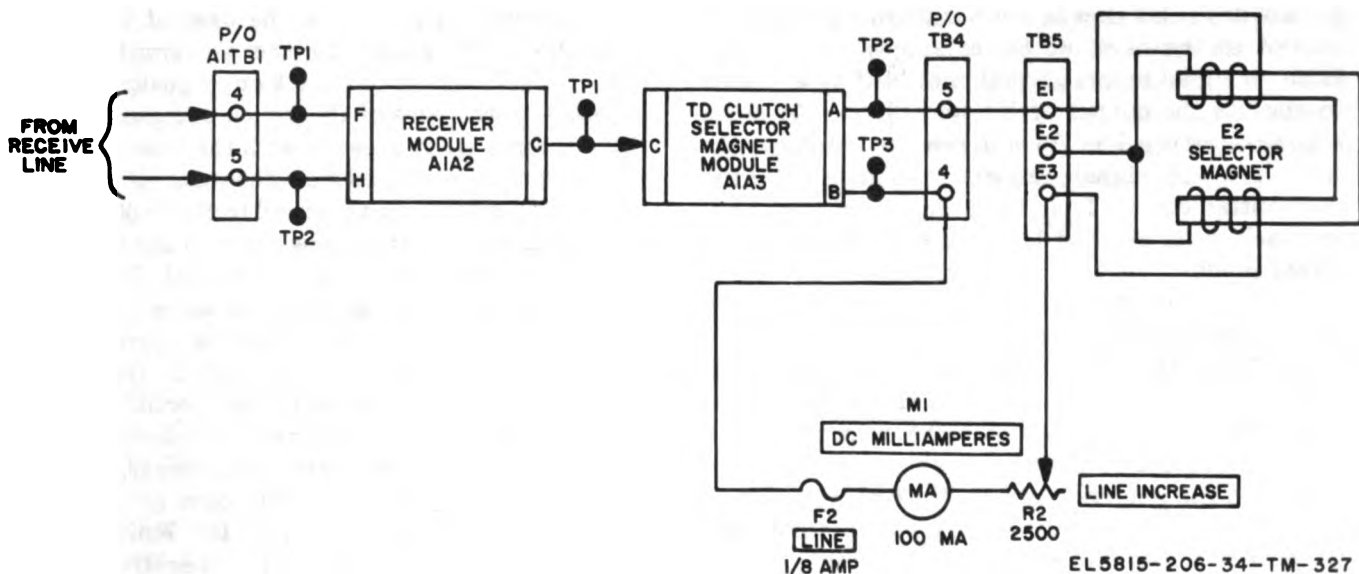 P/O
A1TB1
TP1
4
5
TP2
FROM
RECEIVE
LINE
F
H
RECEIVER
MODULE
A1A2
C
TP1
C
TD CLUTCH
SELECTOR
MAGNET
MODULE
A1A3
A
B
TP2
TP3
P/O
TB4
5
4
TB5
E1
E2
E3
E2
SELECTOR
MAGNET
M1
DC MILLIAMPERES
MA
100 MA
F2
LINE
1/8 AMP
R2
2500
LINE INCREASE
EL5815-206-34-TM-327